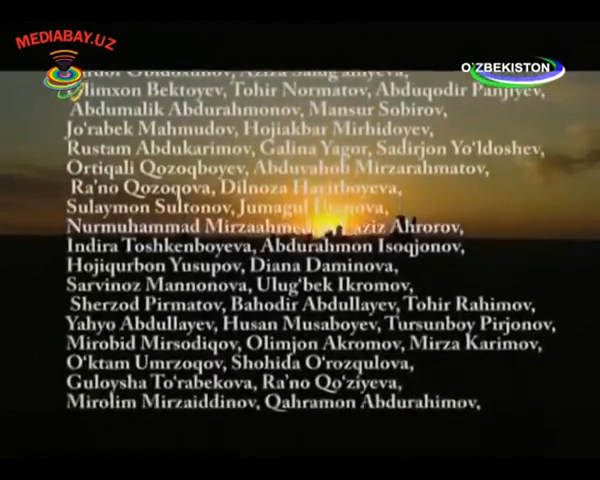 MEDIABAY.UZ
O'ZBEKISTON
Bektoyev, Tohir Normatov, Abduqodir Panjiyev,
Abdumalik Abdurahmonov, Mansur Sobirov,
Jo'rabek Mahmudov, Hojiakbar Mirhidoyev,
Rustam Abdukarimov, Galina Yagor, Sadirjon Yo'ldoshev,
Ortiqali Qozoqboyev, Abduvahob Mirzarahmatov,
Ra'no Qozoqova, Dilnoza Hayitboyeva,
Sulaymon Sultonov, Jumagul
Nurmuhammad Ahrorov,
Indira Toshkenboyeva, Abdurahmon Isoqjonov,
Hojiqurbon Yusupov, Diana Daminova,
Sarvinoz Mannonova, Ulug'bek Ikromov,
Sherzod Pirmatov, Bahodir Abdullayev, Tohir Rahimov,
Yahyo Abdullayev, Husan Musaboyev, Tursunboy Pirjonov,
Mirobid Mirsodiqov, Olimjon Akromov, Mirza Karimov,
O'ktam Umrzoqov, Shohida O'rozqulova,
Guloysha To'rabekova, Ra'no Qo'ziyeva,
Mirolim Mirzaiddinov, Qahramon Abdurahimov,